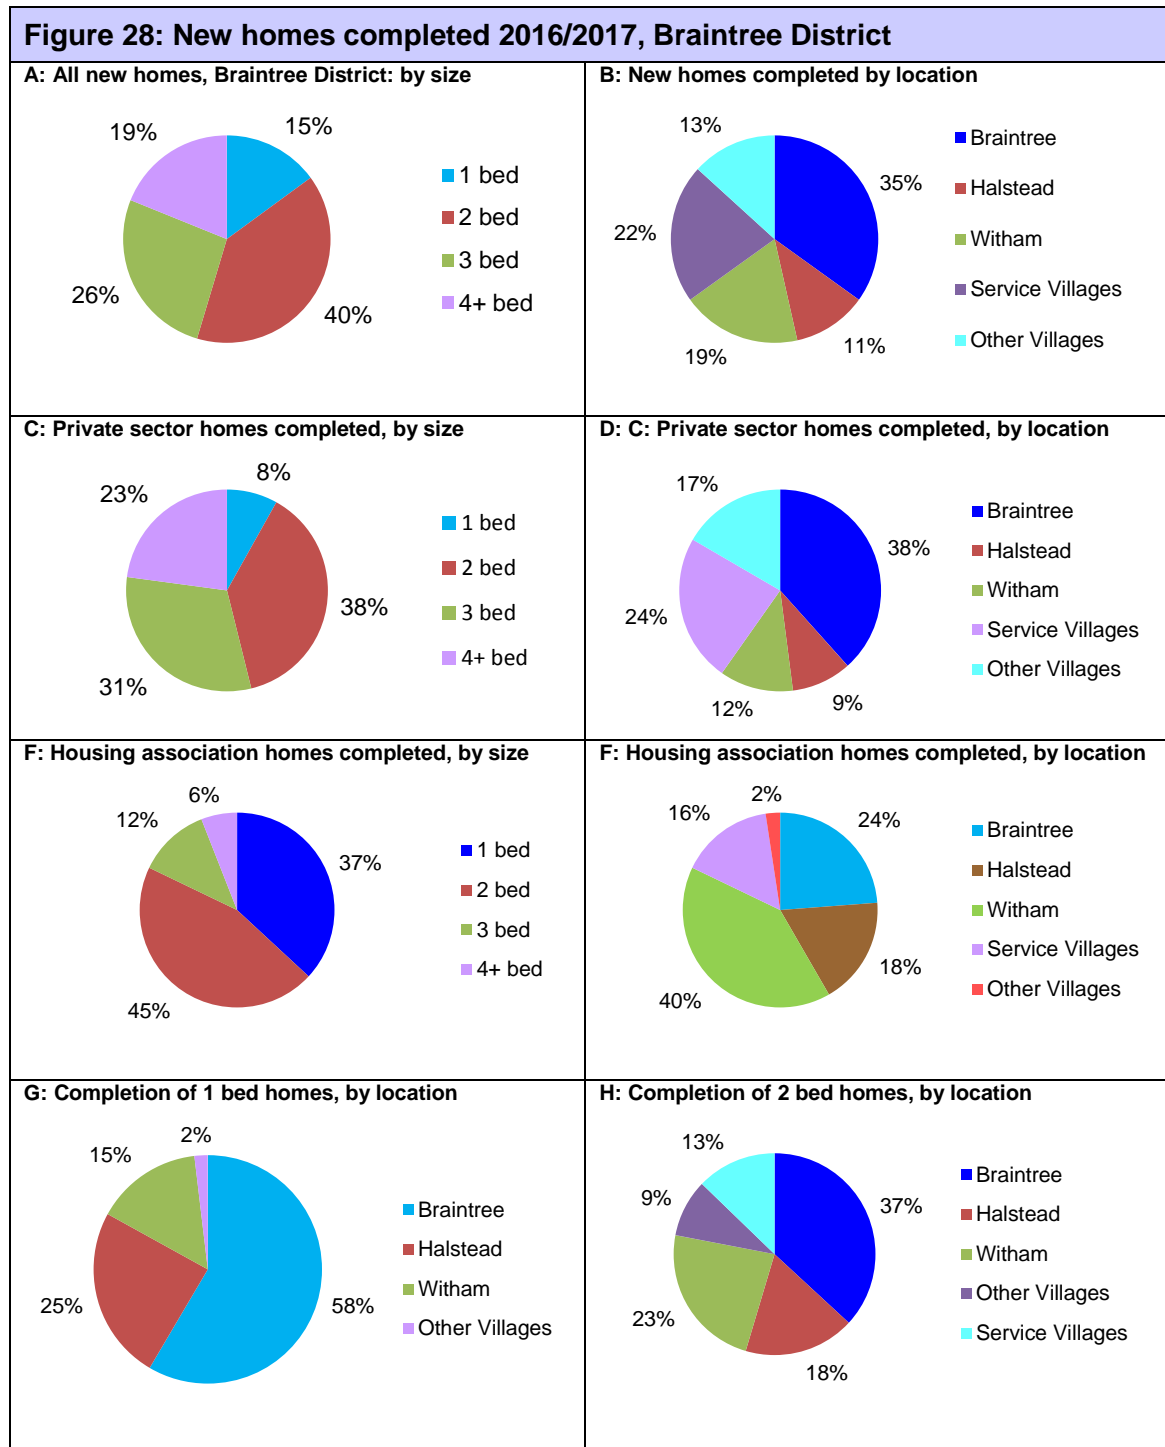 Figure 28: New homes completed 2016/2017, Braintree District
A: All new homes, Braintree District: by size
19%
15%
26%
40%
1 bed
2 bed
3 bed
4+ bed
B: New homes completed by location
13%
35%
22%
19%
11%
Braintree
Halstead
Witham
Service Villages
Other Villages
C: Private sector homes completed, by size
8%
23%
38%
31%
1 bed
2 bed
3 bed
4+ bed
D: C: Private sector homes completed, by location
17%
38%
24%
12%
9%
Braintree
Halstead
Witham
Service Villages
Other Villages
F: Housing association homes completed, by size
6%
12%
37%
45%
1 bed
2 bed
3 bed
4+ bed
F: Housing association homes completed, by location
2%
16%
24%
18%
40%
Braintree
Halstead
Witham
Service Villages
Other Villages
G: Completion of 1 bed homes, by location
2%
15%
25%
58%
Braintree
Halstead
Witham
Other Villages
H: Completion of 2 bed homes, by location
13%
9%
37%
23%
18%
Braintree
Halstead
Witham
Other Villages
Service Villages